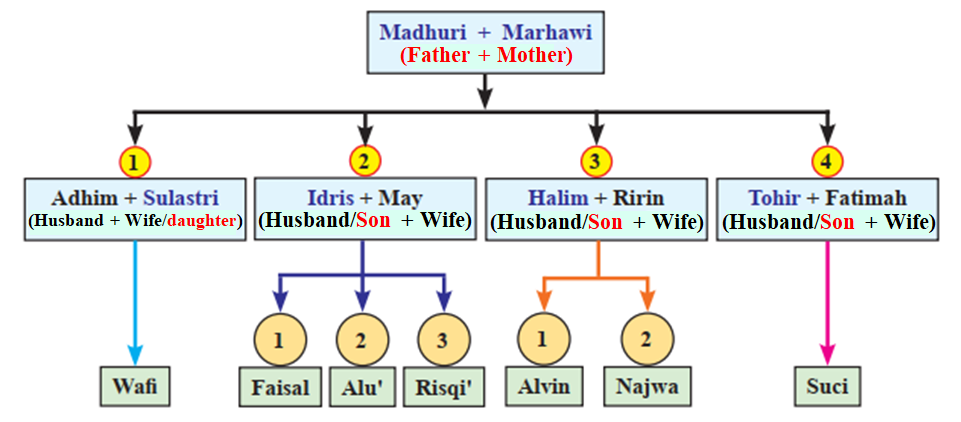 Madhuri + Marhawi
(Father + Mother)
1
2
3
4
Adhim + Sulastri
(Husband + Wife/daughter)
Idris + May
(Husband/Son + Wife)
Halim + Ririn
(Husband/Son + Wife)
Tohir + Fatimah
(Husband/Son + Wife)
1
2
3
1
2
Wafi
Faisal
Alu'
Risqi'
Alvin
Najwa
Suci